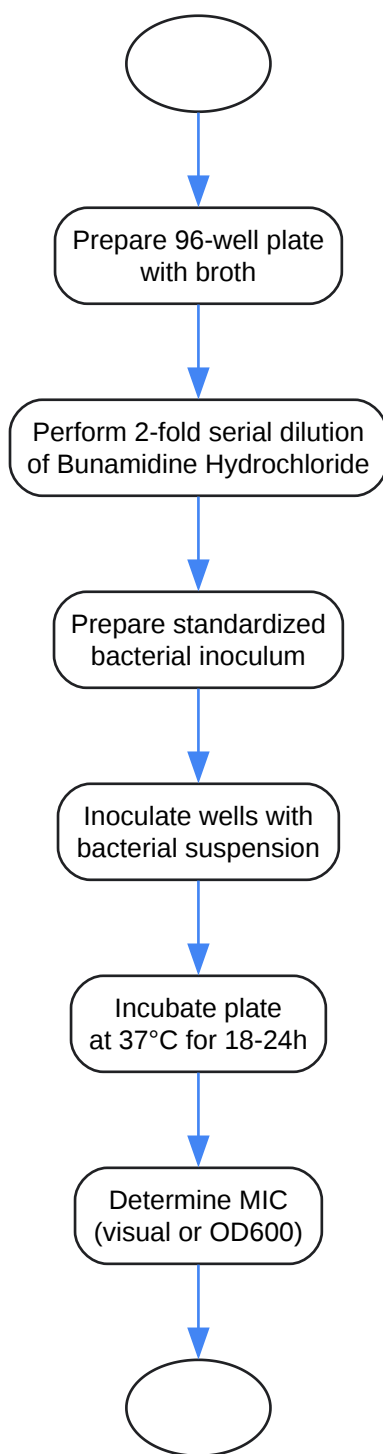 Prepare 96-well plate
with broth
Perform 2-fold serial dilution
of Bunamidine Hydrochloride
Prepare standardized
bacterial inoculum
Inoculate wells with
bacterial suspension
Incubate plate
at 37°C for 18-24h
Determine MIC
(visual or OD600)